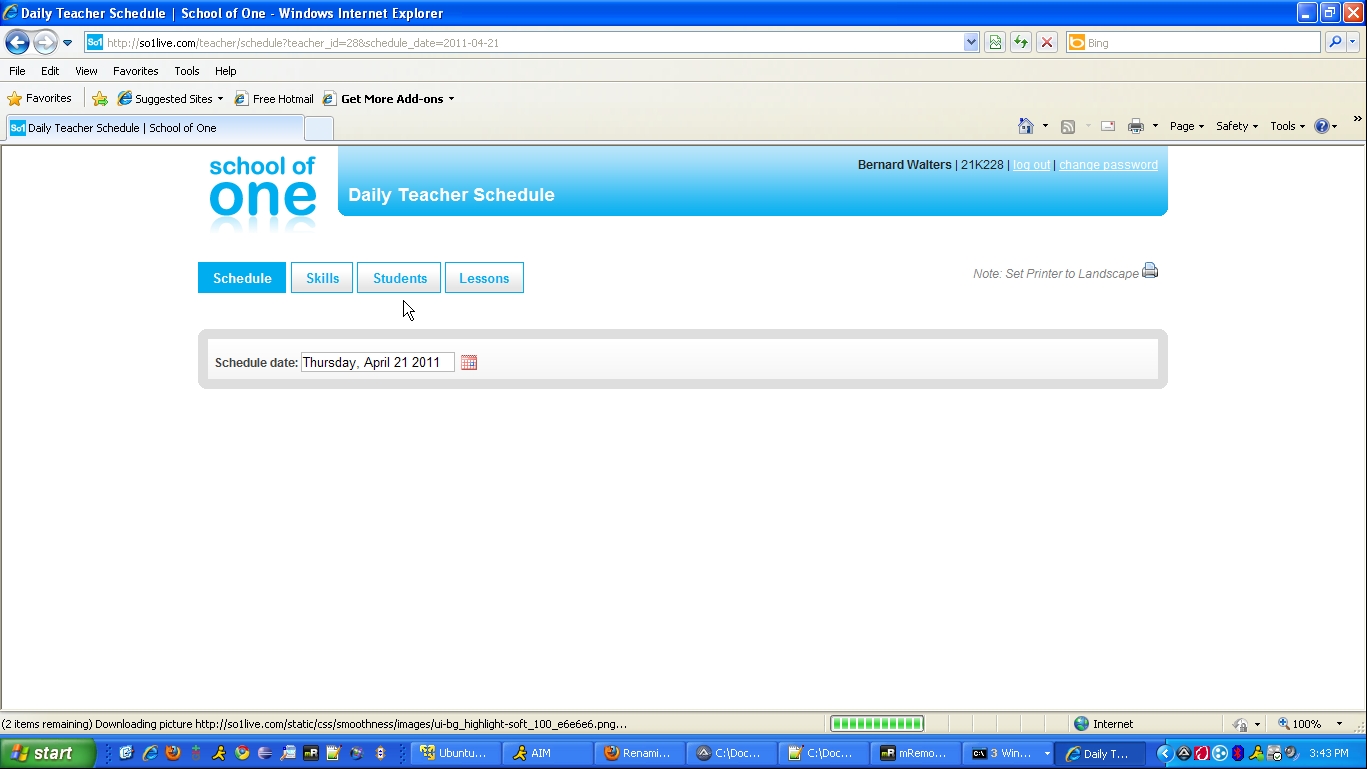 Daily Teacher Schedule | School of One - Windows Internet Explorer
http://so1live.com/teacher/schedule?teacher_id=28&schedule_date=2011-04-21
Bing
File Edit View Favorites Tools Help
Favorites Suggested Sites Free Hotmail Get More Add-ons
So1 Daily Teacher Schedule | School of One
Page Safety Tools
school of
one
Bernard Walters | 21K228 | log out | change password
Daily Teacher Schedule
Schedule Skills Students Lessons
Note: Set Printer to Landscape
Schedule date: Thursday, April 21 2011
(2 items remaining) Downloading picture http://so1live.com/static/css/smoothness/images/ui-bg_highlight-soft_100_e6e6e6.png...
Internet
100%
start
Ubuntu... AIM Renami... C:\Doc... C:\Doc... mRemo... 3 Win... Daily T...
3:43 PM